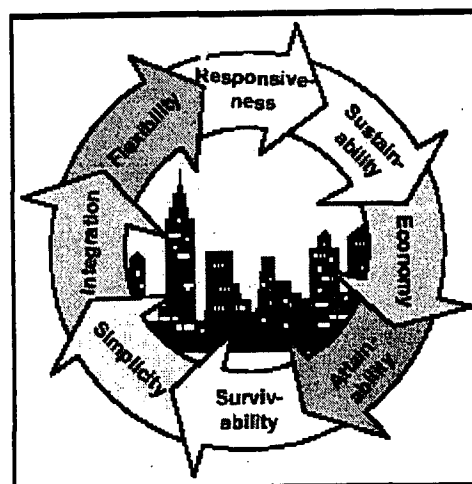 Responsive-
ness
Sustain-
ability
Economy
Attain-
ability
Surviv-
ability
Simplicity
Integration
Flexibility